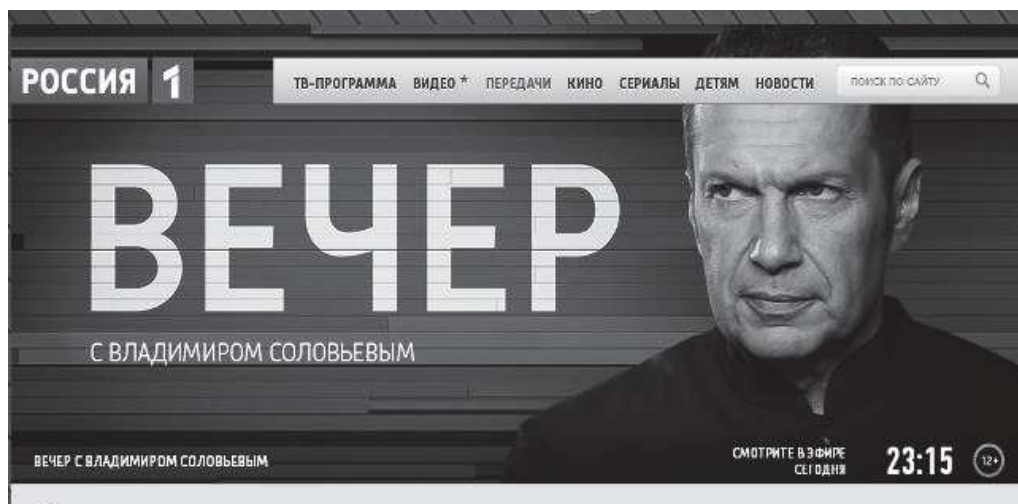 РОССИЯ 1
ТВ-ПРОГРАММА ВИДЕО * ПЕРЕДАЧИ КИНО СЕРИАЛЫ ДЕТЯМ НОВОСТИ ПОИСК ПО САЙТУ
ВЕЧЕР
С ВЛАДИМИРОМ СОЛОВЬЕВЫМ
ВЕЧЕР С ВЛАДИМИРОМ СОЛОВЬЕВЫМ
СМОТРИТЕ В ЭФИРЕ
СЕГОДНЯ
23:15
12+